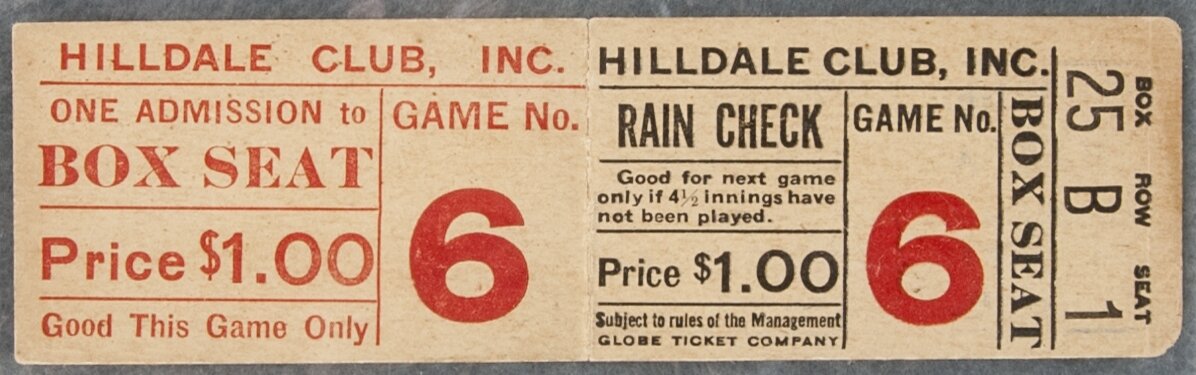 HILLDALE CLUB, INC.
ONE ADMISSION to
BOX SEAT
Price $1.00
Good This Game Only
GAME No.
6
HILLDALE CLUB, INC.
RAIN CHECK
Good for next game
only if 4½ innings have
not been played.
Price $1.00
Subject to rules of the Management
GLOBE TICKET COMPANY
GAME No.
6
BOX SEAT
25 B 1
BOX ROW SEAT